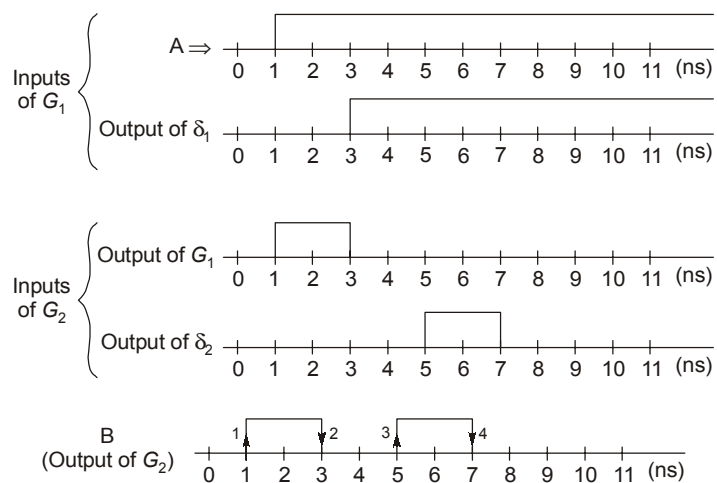 A ⇒
0 1 2 3 4 5 6 7 8 9 10 11 (ns)
Inputs
of G₁
Output of δ₁
0 1 2 3 4 5 6 7 8 9 10 11 (ns)
Output of G₁
0 1 2 3 4 5 6 7 8 9 10 11 (ns)
Inputs
of G₂
Output of δ₂
0 1 2 3 4 5 6 7 8 9 10 11 (ns)
B
(Output of G₂)
1 2 3 4
0 1 2 3 4 5 6 7 8 9 10 11 (ns)